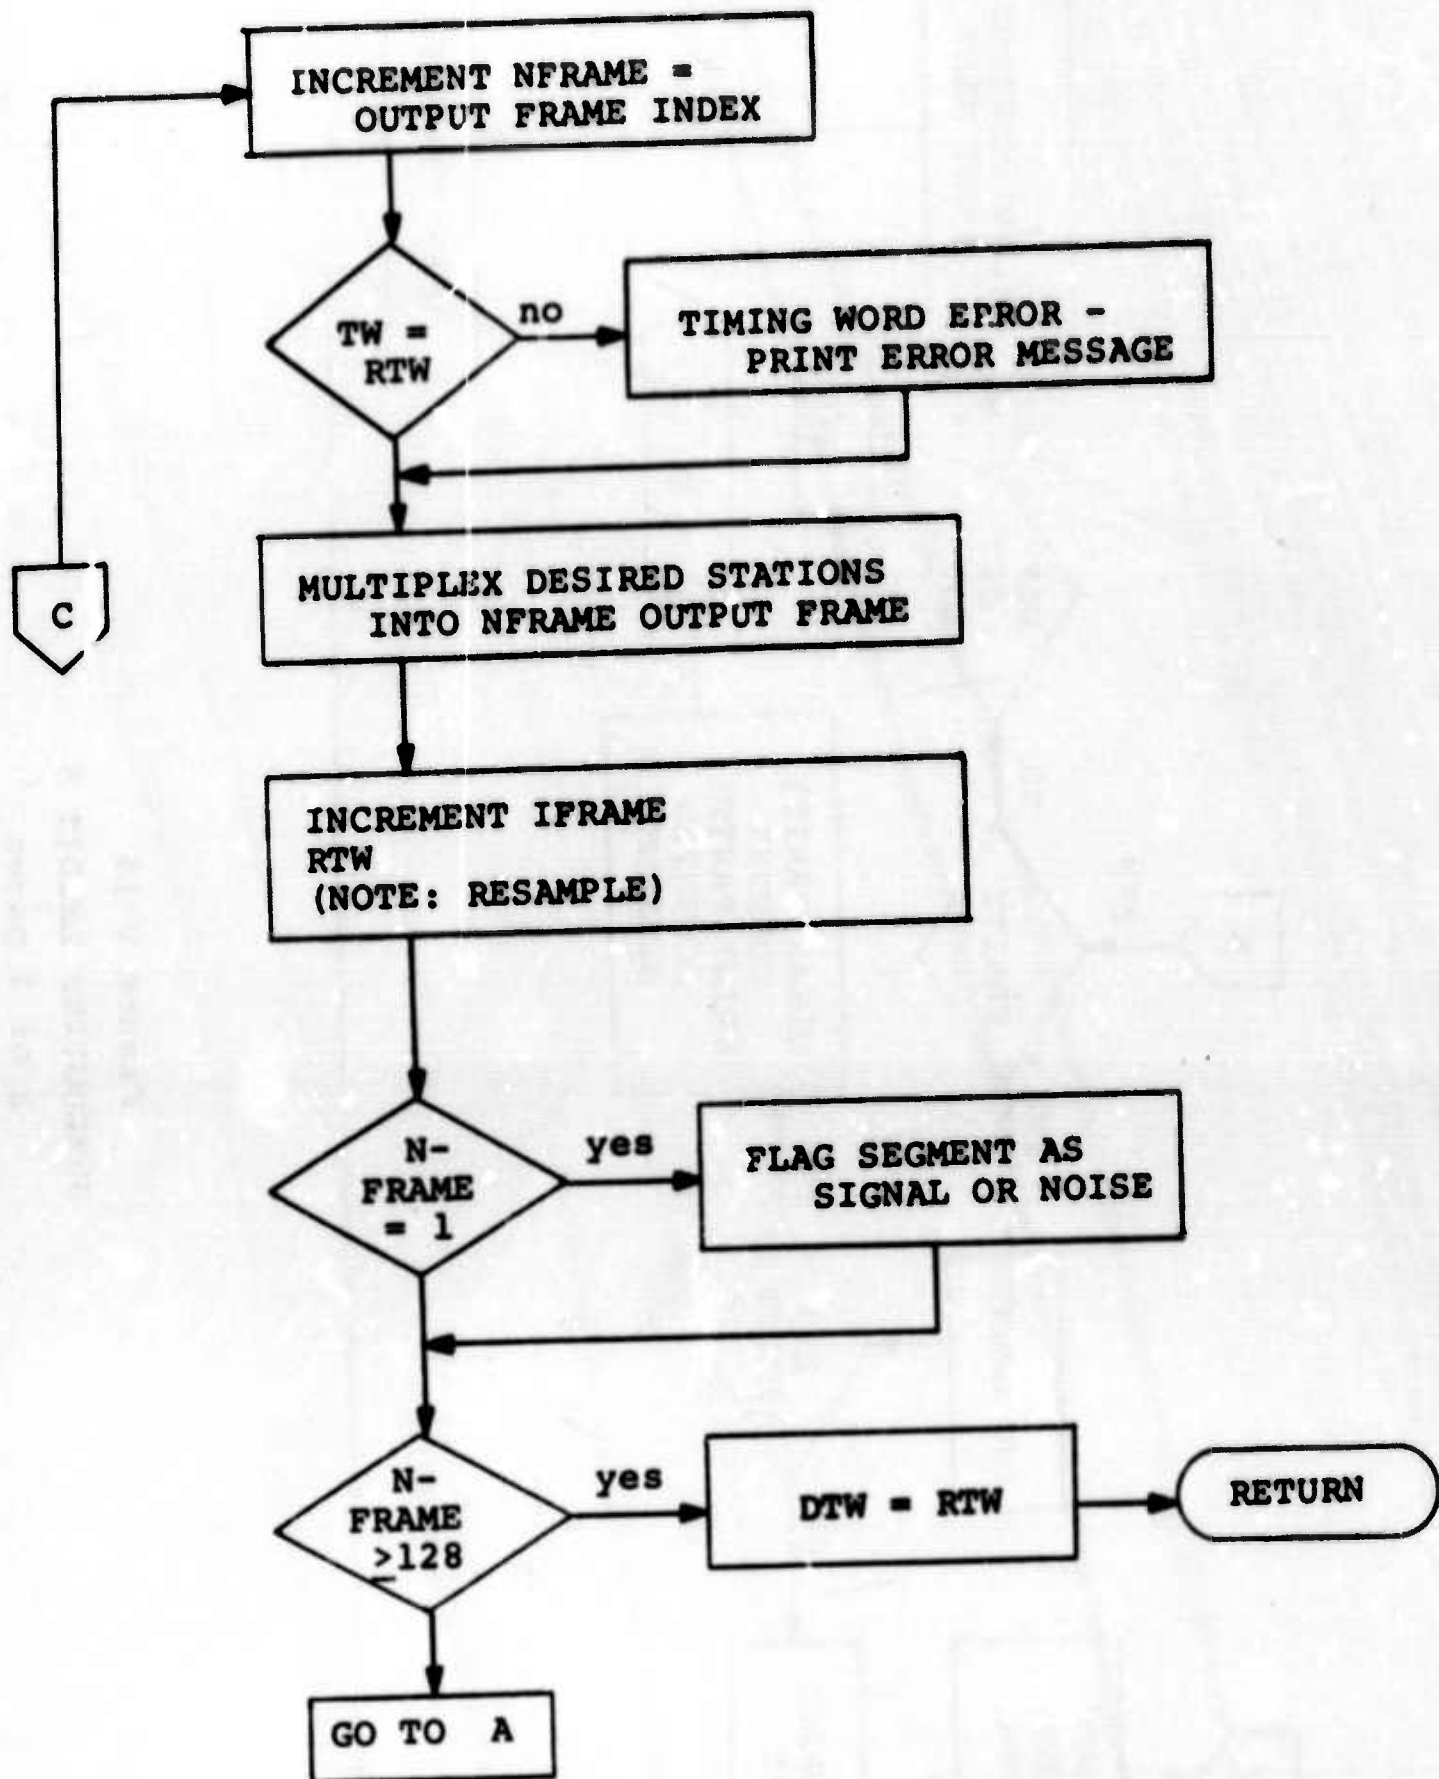 INCREMENT NFRAME =
OUTPUT FRAME INDEX
TW =
RTW
no
TIMING WORD ERROR -
PRINT ERROR MESSAGE
C
MULTIPLEX DESIRED STATIONS
INTO NFRAME OUTPUT FRAME
INCREMENT IFRAME
RTW
(NOTE: RESAMPLE)
N-
FRAME
= 1
yes
FLAG SEGMENT AS
SIGNAL OR NOISE
N-
FRAME
≥128
yes
DTW = RTW
RETURN
GO TO A